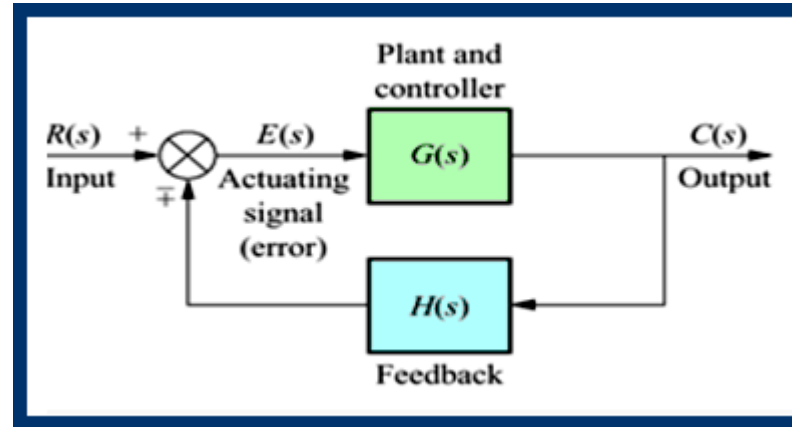 Plant and
controller
R(s) + E(s) G(s) C(s)
Input ∓ Actuating Output
signal
(error)
H(s)
Feedback